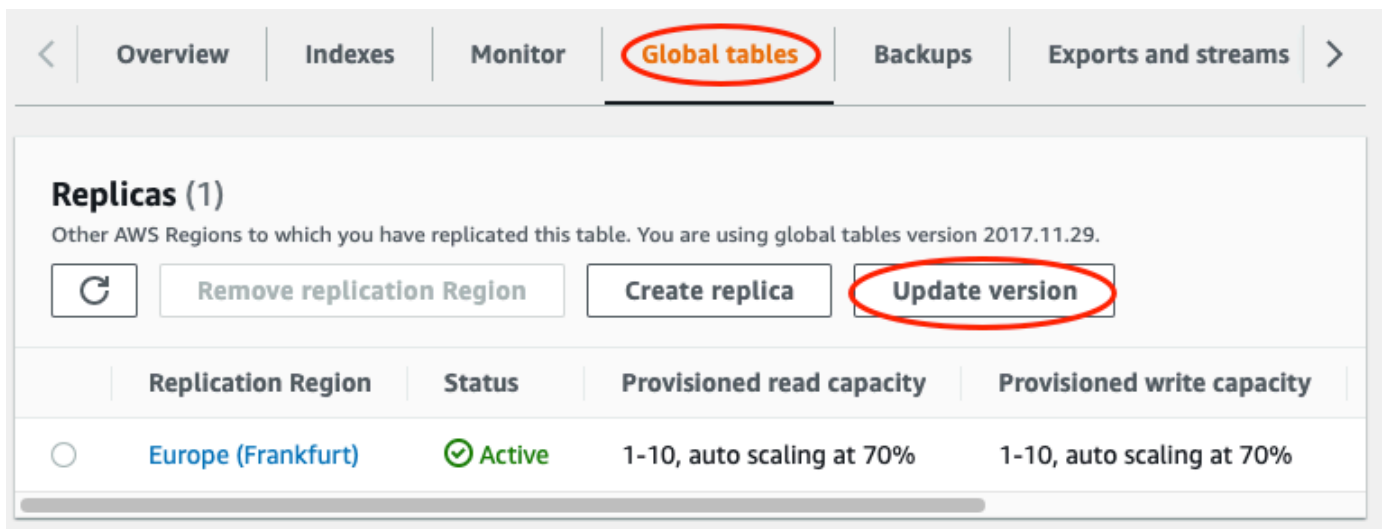 Overview Indexes Monitor Global tables Backups Exports and streams
Replicas (1)
Other AWS Regions to which you have replicated this table. You are using global tables version 2017.11.29.
Remove replication Region Create replica Update version
Replication Region Status Provisioned read capacity Provisioned write capacity
Europe (Frankfurt) Active 1-10, auto scaling at 70% 1-10, auto scaling at 70%